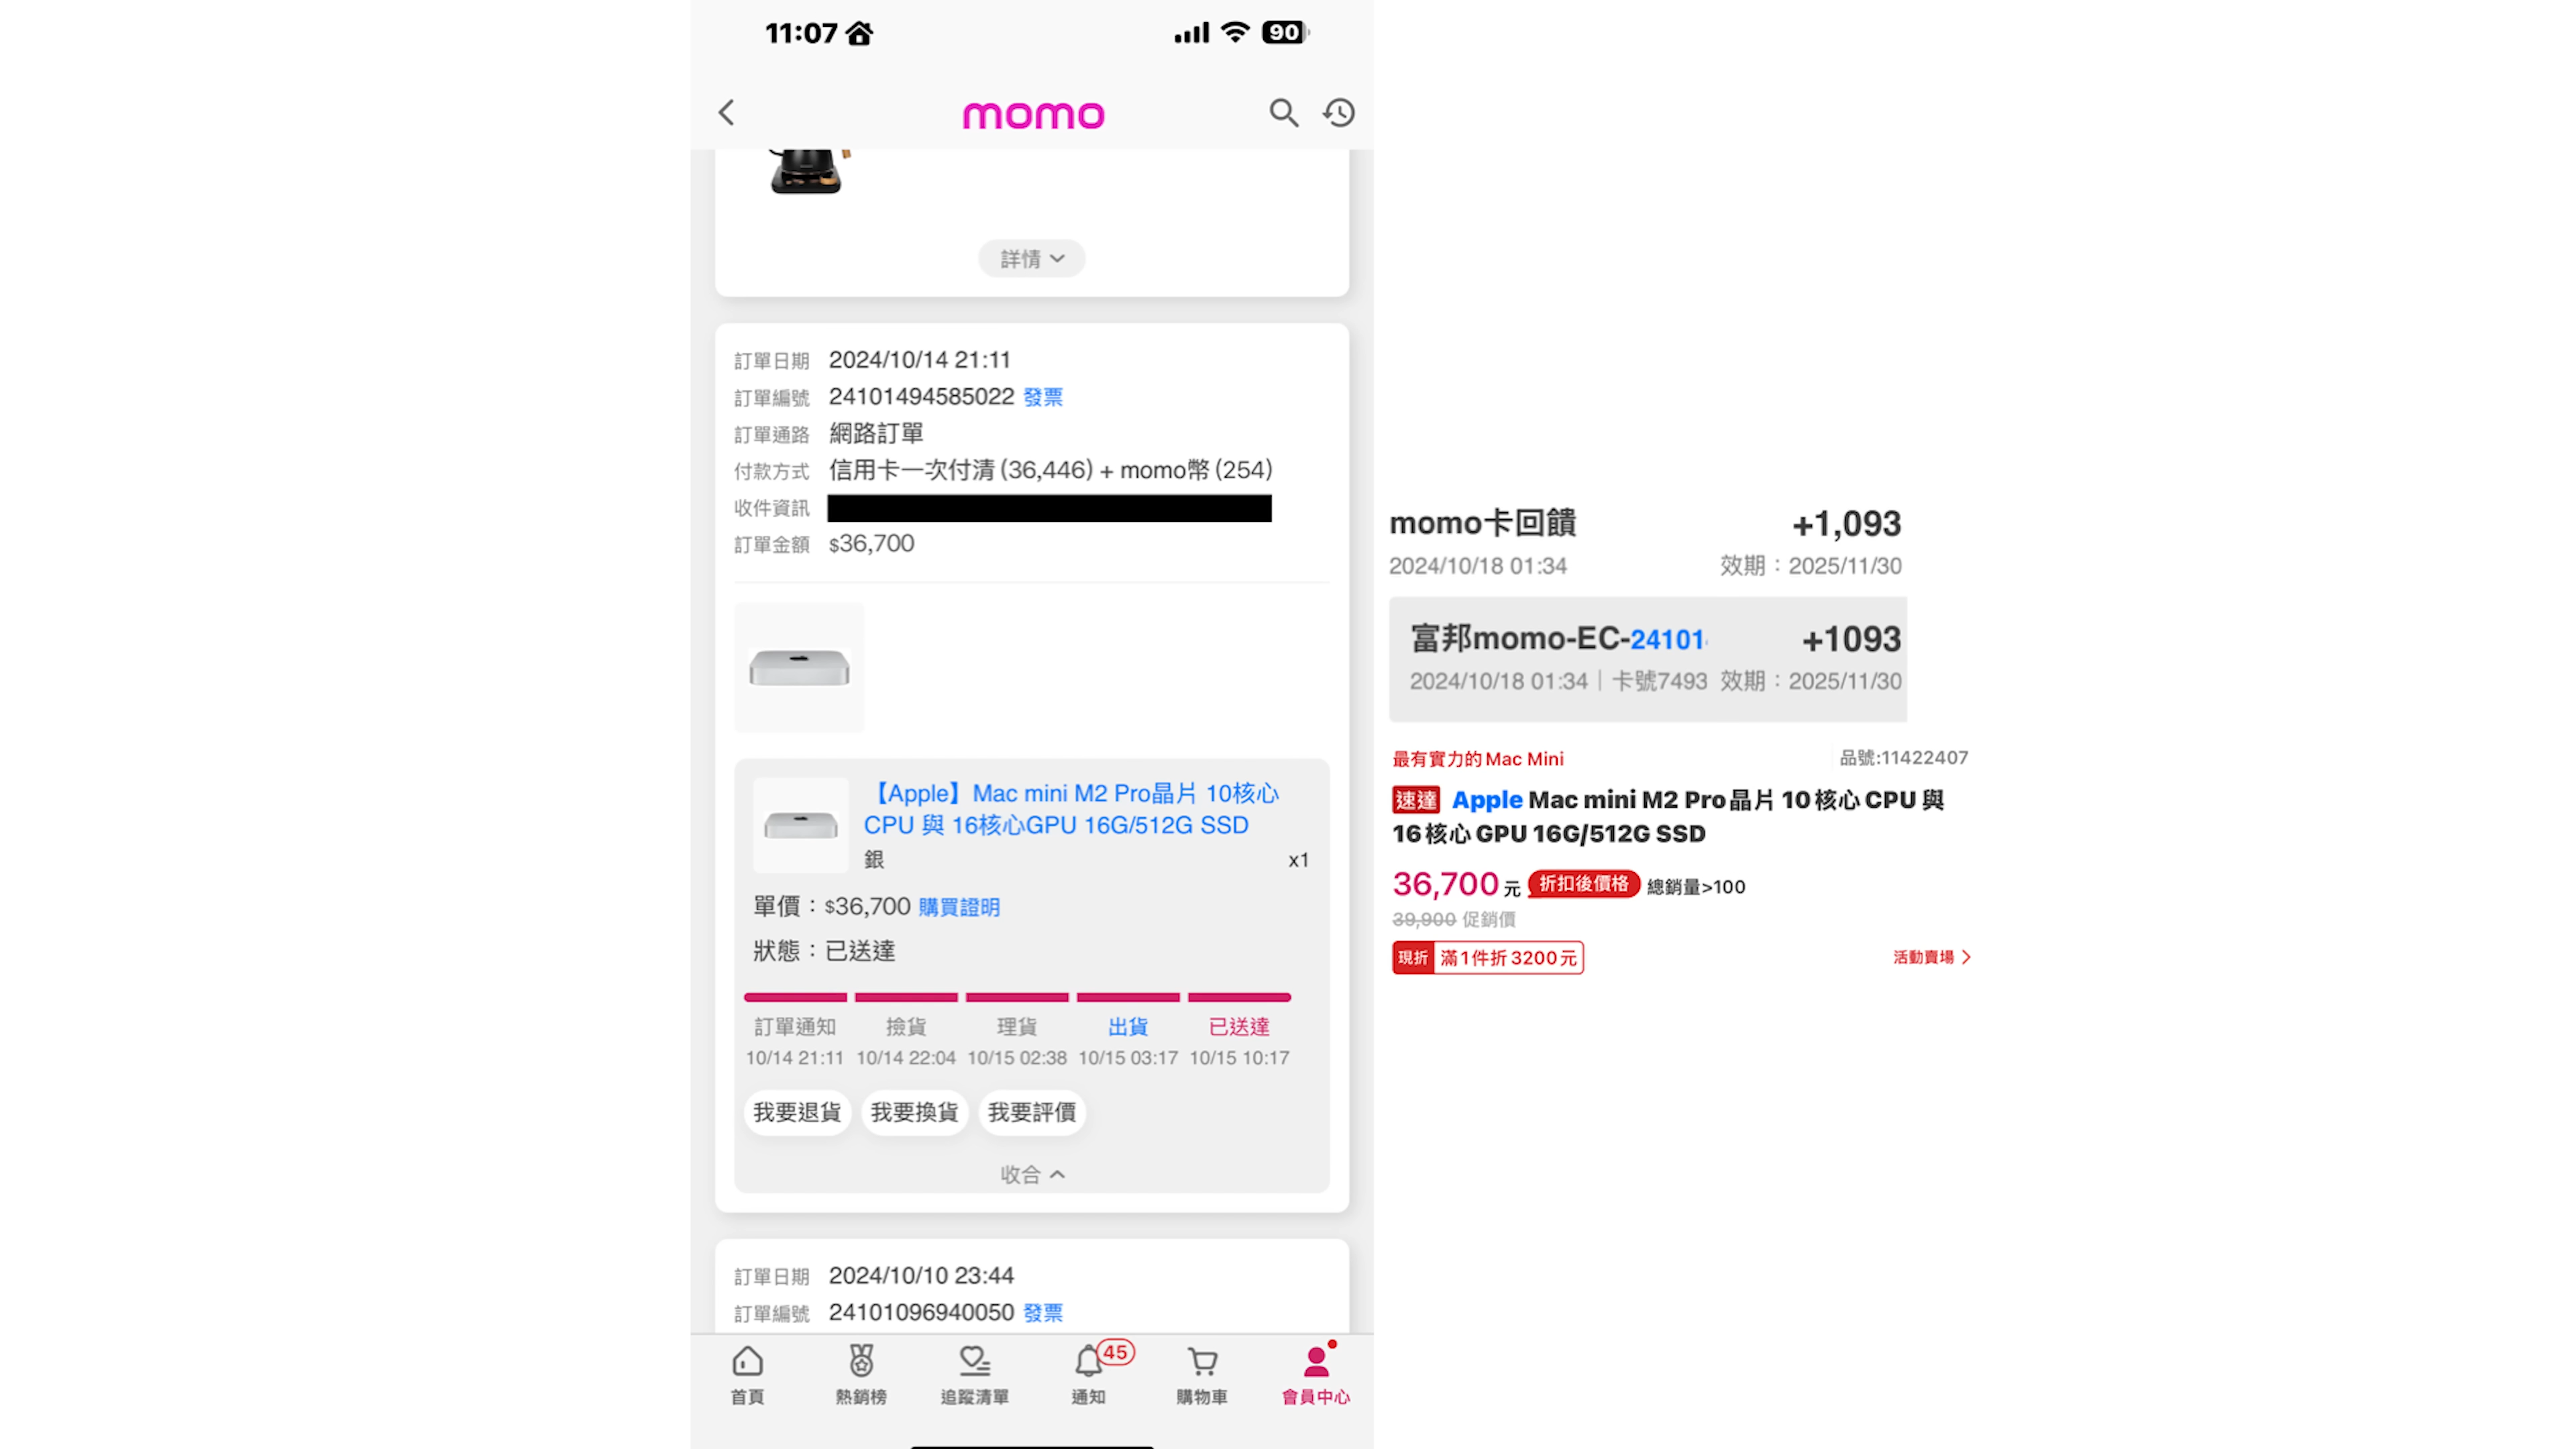 11:07
90
momo
詳情
訂單日期 2024/10/14 21:11
訂單編號 24101494585022 發票
訂單通路 網路訂單
付款方式 信用卡一次付清 (36,446) + momo幣 (254)
收件資訊
訂單金額 $36,700
【Apple】Mac mini M2 Pro晶片 10核心
CPU 與 16核心GPU 16G/512G SSD
銀 x1
單價：$36,700 購買證明
狀態：已送達
訂單通知 撿貨 理貨 出貨 已送達
10/14 21:11 10/14 22:04 10/15 02:38 10/15 03:17 10/15 10:17
我要退貨 我要換貨 我要評價
收合
訂單日期 2024/10/10 23:44
訂單編號 24101096940050 發票
45
首頁 熱銷榜 追蹤清單 通知 購物車 會員中心
momo卡回饋 +1,093
2024/10/18 01:34 效期：2025/11/30
富邦momo-EC-24101 +1093
2024/10/18 01:34｜卡號7493 效期：2025/11/30
最有實力的Mac Mini 品號:11422407
速達 Apple Mac mini M2 Pro晶片 10核心 CPU 與
16核心 GPU 16G/512G SSD
36,700 元 折扣後價格 總銷量>100
39,900 促銷價
現折 滿1件折3200元 活動賣場